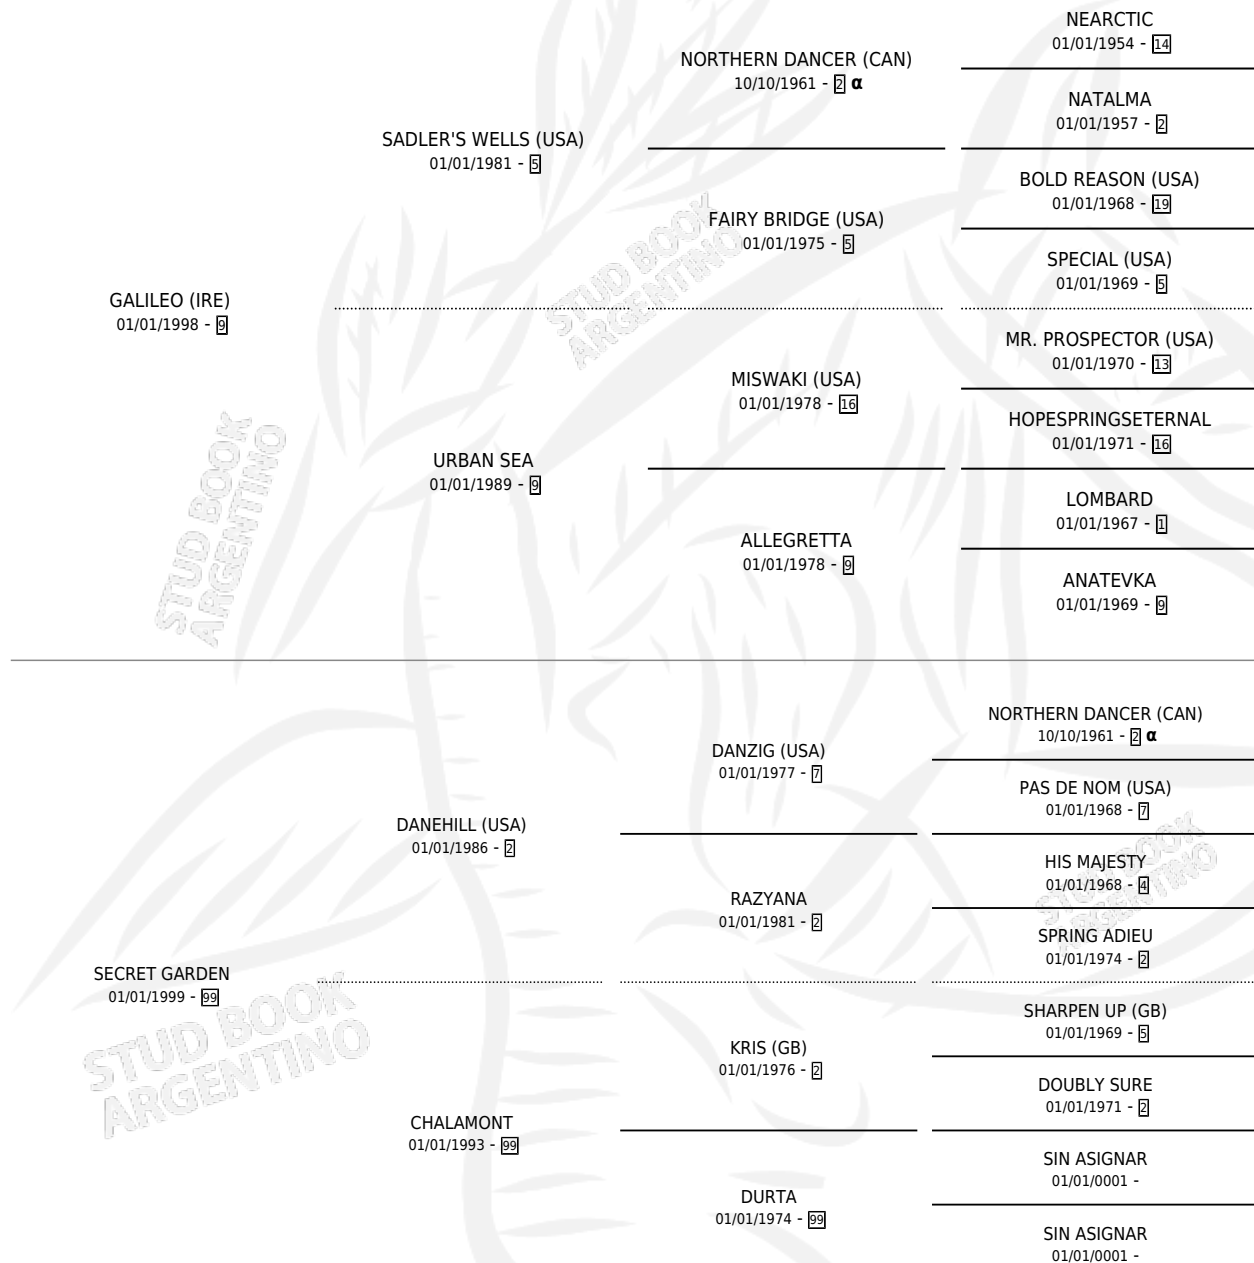 NEARCTIC
01/01/1954 - 14
NORTHERN DANCER (CAN)
10/10/1961 - 2 α
NATALMA
01/01/1957 - 2
SADLER'S WELLS (USA)
01/01/1981 - 5
BOLD REASON (USA)
01/01/1968 - 19
FAIRY BRIDGE (USA)
01/01/1975 - 5
SPECIAL (USA)
01/01/1969 - 5
GALILEO (IRE)
01/01/1998 - 9
MR. PROSPECTOR (USA)
01/01/1970 - 13
MISWAKI (USA)
01/01/1978 - 16
HOPESPRINGSETERNAL
01/01/1971 - 16
URBAN SEA
01/01/1989 - 9
LOMBARD
01/01/1967 - 1
ALLEGRETTA
01/01/1978 - 9
ANATEVKA
01/01/1969 - 9
STUD BOOK
ARGENTINO
STUD BOOK
ARGENTINO
NORTHERN DANCER (CAN)
10/10/1961 - 2 α
DANZIG (USA)
01/01/1977 - 7
PAS DE NOM (USA)
01/01/1968 - 7
DANEHILL (USA)
01/01/1986 - 2
HIS MAJESTY
01/01/1968 - 4
RAZYANA
01/01/1981 - 2
SPRING ADIEU
01/01/1974 - 2
SECRET GARDEN
01/01/1999 - 99
SHARPEN UP (GB)
01/01/1969 - 5
KRIS (GB)
01/01/1976 - 2
DOUBLY SURE
01/01/1971 - 2
CHALAMONT
01/01/1993 - 99
SIN ASIGNAR
01/01/0001 -
DURTA
01/01/1974 - 99
SIN ASIGNAR
01/01/0001 -
STUD BOOK
ARGENTINO
STUD BOOK
ARGENTINO